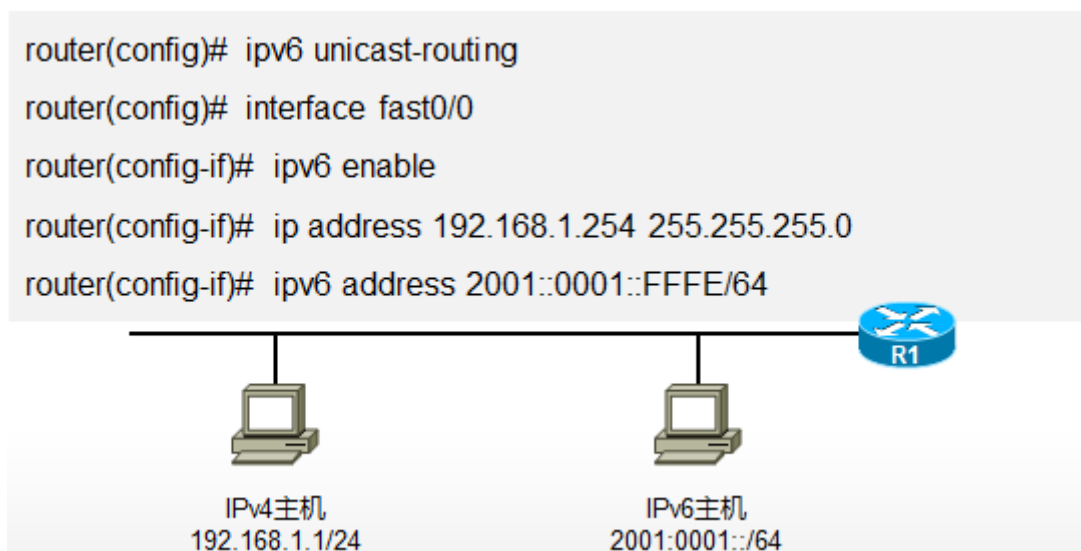 router(config)# ipv6 unicast-routing
router(config)# interface fast0/0
router(config-if)# ipv6 enable
router(config-if)# ip address 192.168.1.254 255.255.255.0
router(config-if)# ipv6 address 2001::0001::FFFE/64
R1
IPv4主机 IPv6主机
192.168.1.1/24 2001:0001::/64